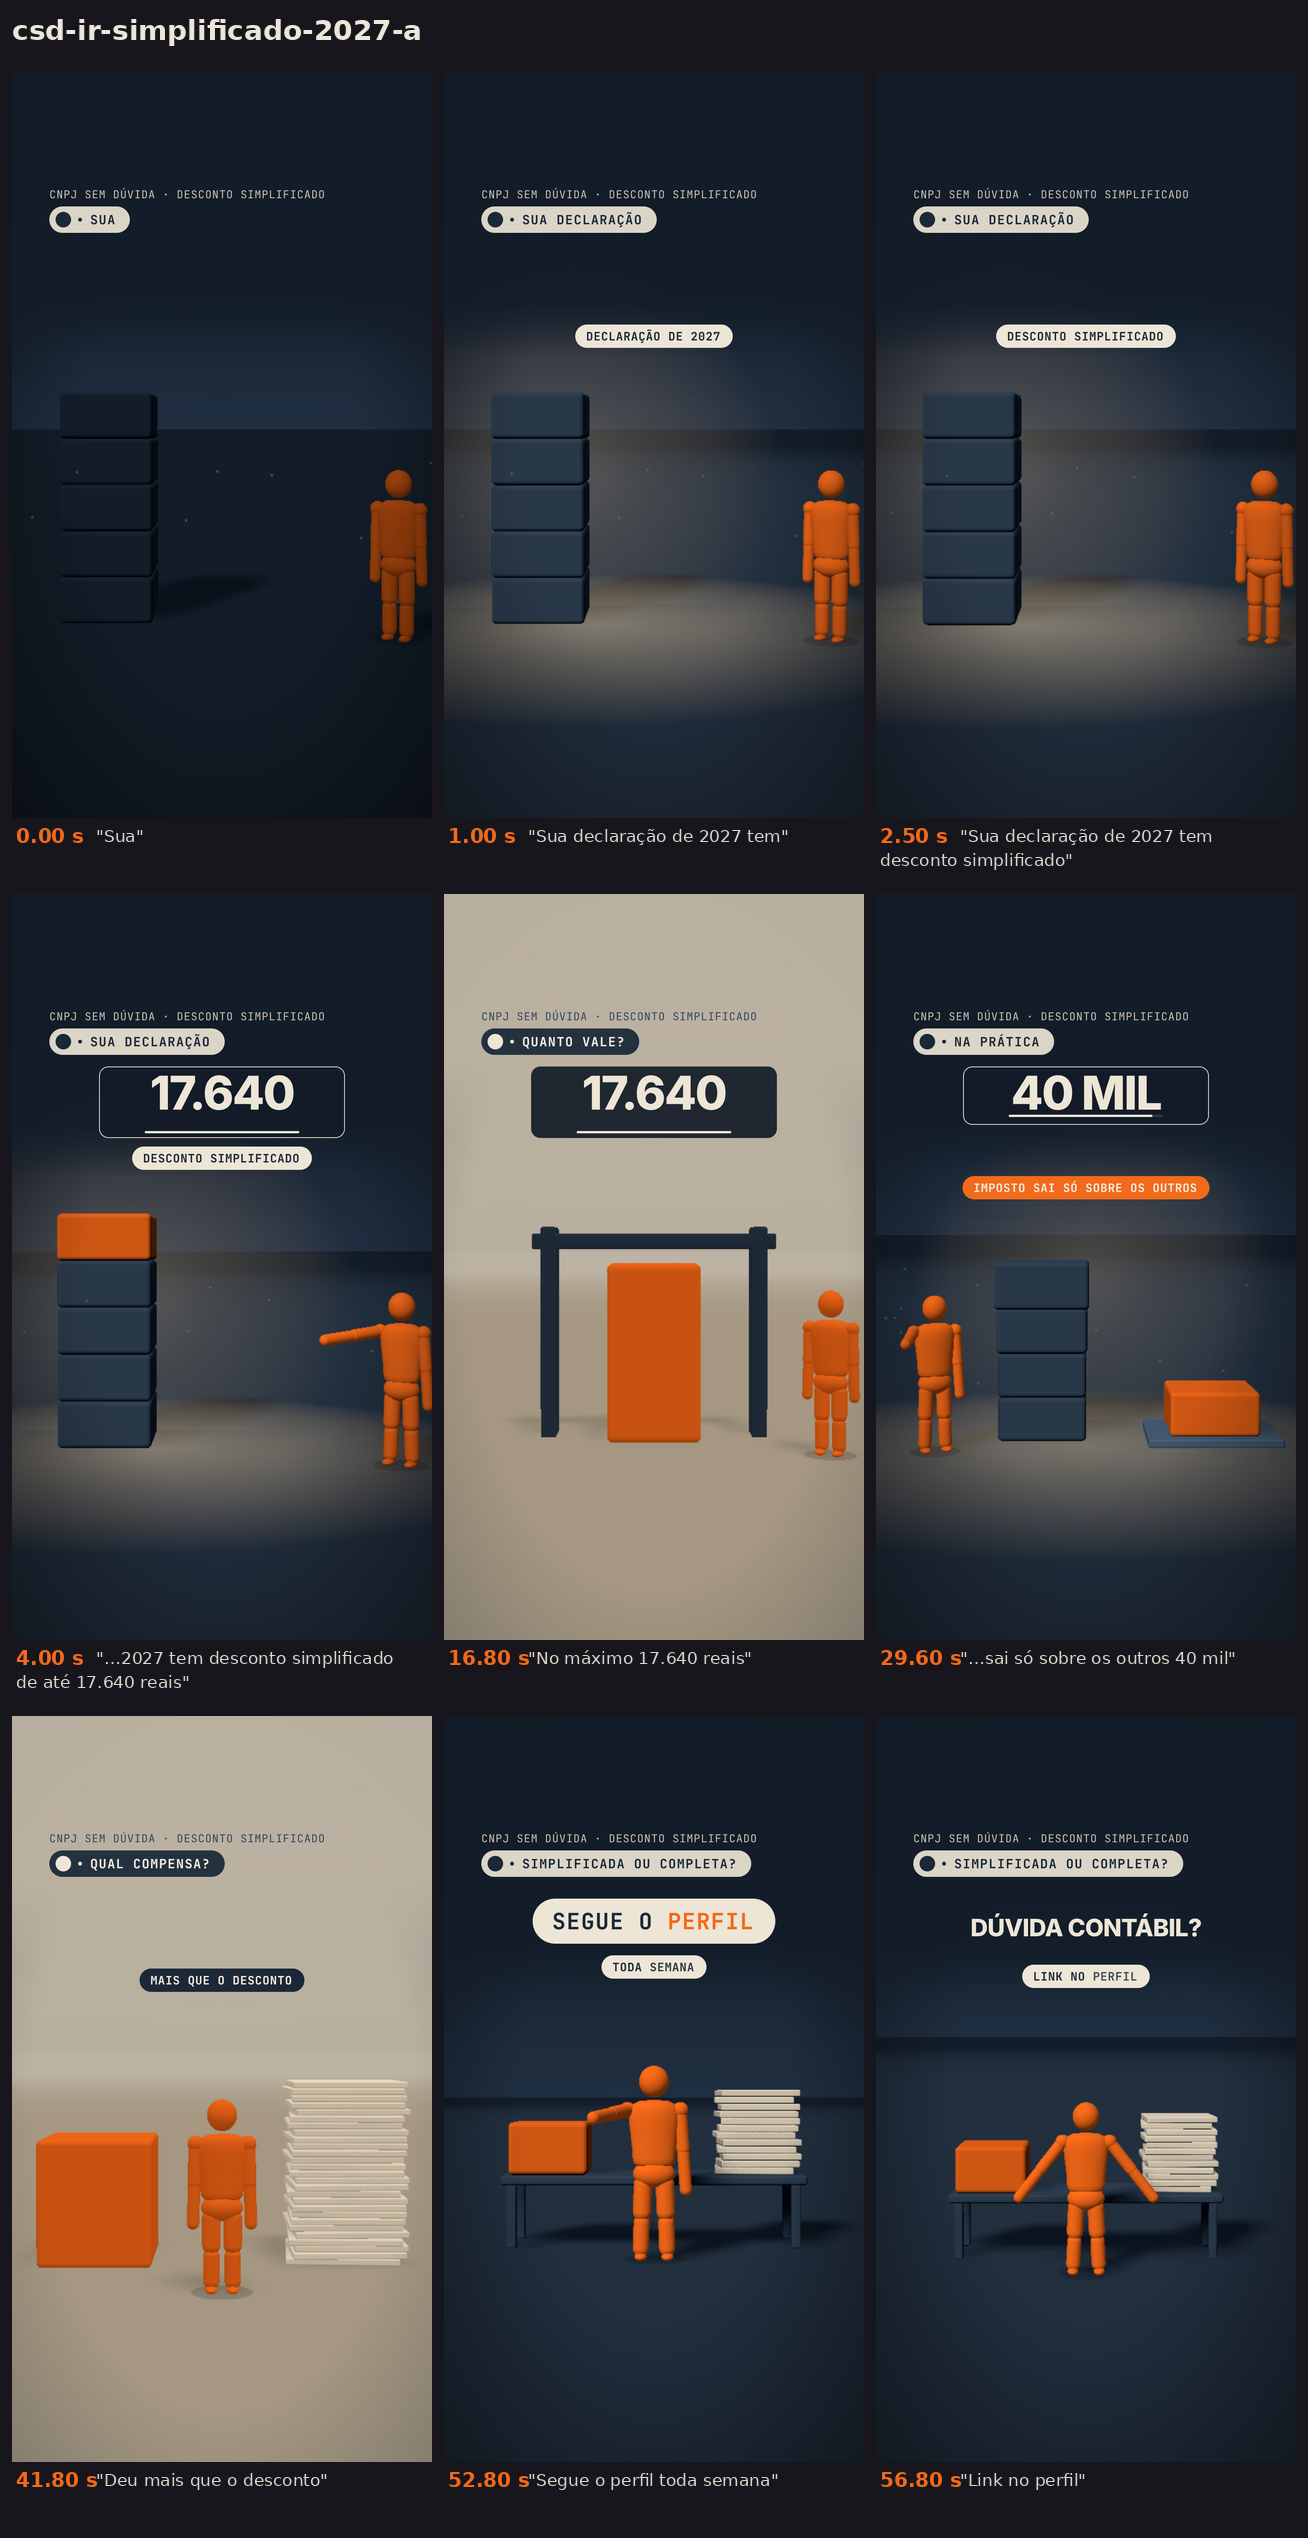 csd-ir-simplificado-2027-a
CNPJ SEM DÚVIDA · DESCONTO SIMPLIFICADO
• SUA
0.00 s "Sua"
CNPJ SEM DÚVIDA · DESCONTO SIMPLIFICADO
• SUA DECLARAÇÃO
DECLARAÇÃO DE 2027
1.00 s "Sua declaração de 2027 tem"
CNPJ SEM DÚVIDA · DESCONTO SIMPLIFICADO
• SUA DECLARAÇÃO
DESCONTO SIMPLIFICADO
2.50 s "Sua declaração de 2027 tem
desconto simplificado"
CNPJ SEM DÚVIDA · DESCONTO SIMPLIFICADO
• SUA DECLARAÇÃO
17.640
DESCONTO SIMPLIFICADO
4.00 s "...2027 tem desconto simplificado
de até 17.640 reais"
CNPJ SEM DÚVIDA · DESCONTO SIMPLIFICADO
• QUANTO VALE?
17.640
16.80 s "No máximo 17.640 reais"
CNPJ SEM DÚVIDA · DESCONTO SIMPLIFICADO
• NA PRÁTICA
40 MIL
IMPOSTO SAI SÓ SOBRE OS OUTROS
29.60 s "...sai só sobre os outros 40 mil"
CNPJ SEM DÚVIDA · DESCONTO SIMPLIFICADO
• QUAL COMPENSA?
MAIS QUE O DESCONTO
41.80 s "Deu mais que o desconto"
CNPJ SEM DÚVIDA · DESCONTO SIMPLIFICADO
• SIMPLIFICADA OU COMPLETA?
SEGUE O PERFIL
TODA SEMANA
52.80 s "Segue o perfil toda semana"
CNPJ SEM DÚVIDA · DESCONTO SIMPLIFICADO
• SIMPLIFICADA OU COMPLETA?
DÚVIDA CONTÁBIL?
LINK NO PERFIL
56.80 s "Link no perfil"